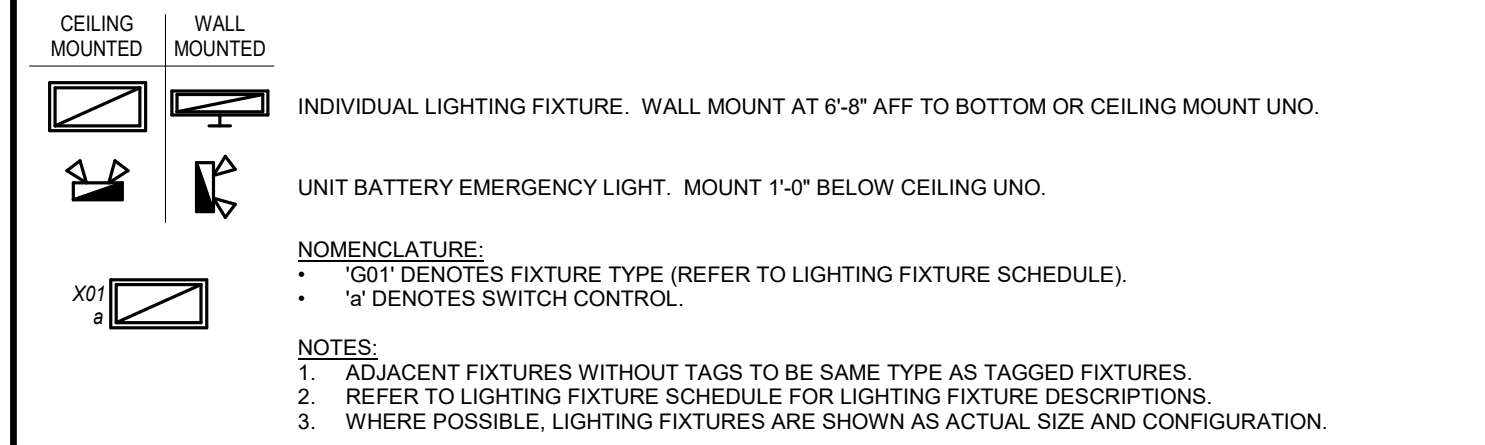 CEILING MOUNTED
WALL MOUNTED
INDIVIDUAL LIGHTING FIXTURE. WALL MOUNT AT 6'-8" AFF TO BOTTOM OR CEILING MOUNT UNO.
UNIT BATTERY EMERGENCY LIGHT. MOUNT 1'-0" BELOW CEILING UNO.
X01
a
NOMENCLATURE:
• 'G01' DENOTES FIXTURE TYPE (REFER TO LIGHTING FIXTURE SCHEDULE).
• 'a' DENOTES SWITCH CONTROL.
NOTES:
1. ADJACENT FIXTURES WITHOUT TAGS TO BE SAME TYPE AS TAGGED FIXTURES.
2. REFER TO LIGHTING FIXTURE SCHEDULE FOR LIGHTING FIXTURE DESCRIPTIONS.
3. WHERE POSSIBLE, LIGHTING FIXTURES ARE SHOWN AS ACTUAL SIZE AND CONFIGURATION.